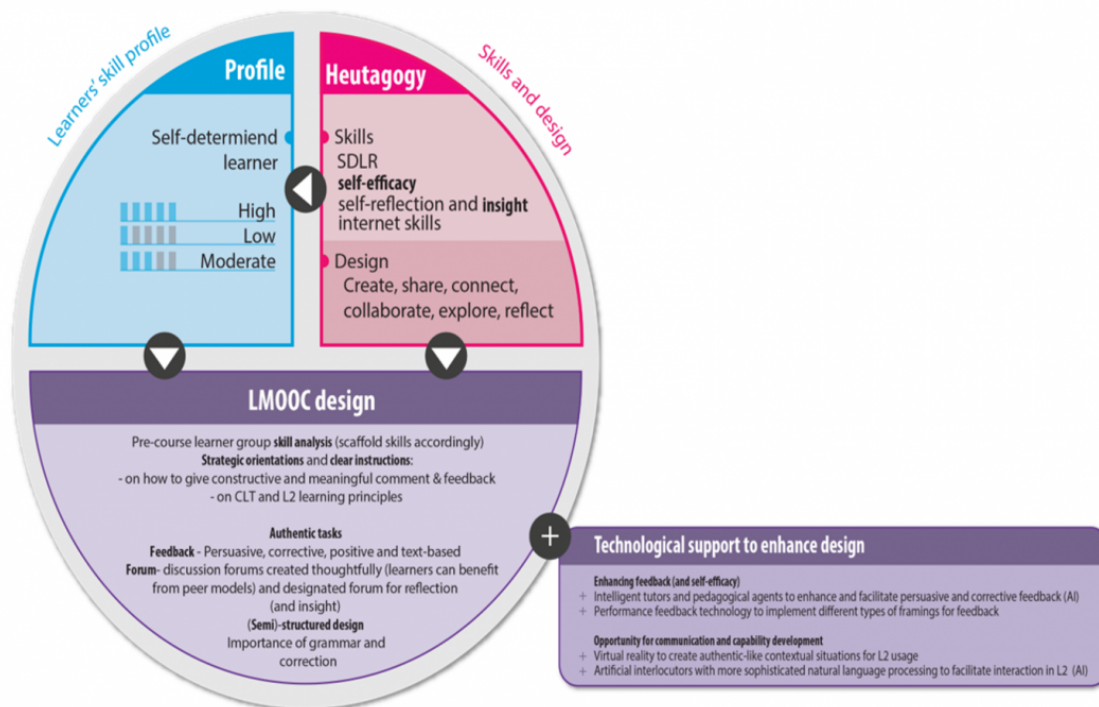 Learners' skill profile
Profile
Self-determiend
learner
High
Low
Moderate
Skills and design
Heutagogy
Skills
SDLR
self-efficacy
self-reflection and insight
internet skills
Design
Create, share, connect,
collaborate, explore, reflect
LMOOC design
Pre-course learner group skill analysis (scaffold skills accordingly)
Strategic orientations and clear instructions:
- on how to give constructive and meaningful comment & feedback
- on CLT and L2 learning principles
Authentic tasks
Feedback - Persuasive, corrective, positive and text-based
Forum- discussion forums created thoughtfully (learners can benefit
from peer models) and designated forum for reflection
(and insight)
(Semi)-structured design
Importance of grammar and
correction
+
Technological support to enhance design
Enhancing feedback (and self-efficacy)
+ Intelligent tutors and pedagogical agents to enhance and facilitate persuasive and corrective feedback (AI)
+ Performance feedback technology to implement different types of framings for feedback
Opportunity for communication and capability development
+ Virtual reality to create authentic-like contextual situations for L2 usage
+ Artificial interlocutors with more sophisticated natural language processing to facilitate interaction in L2 (AI)